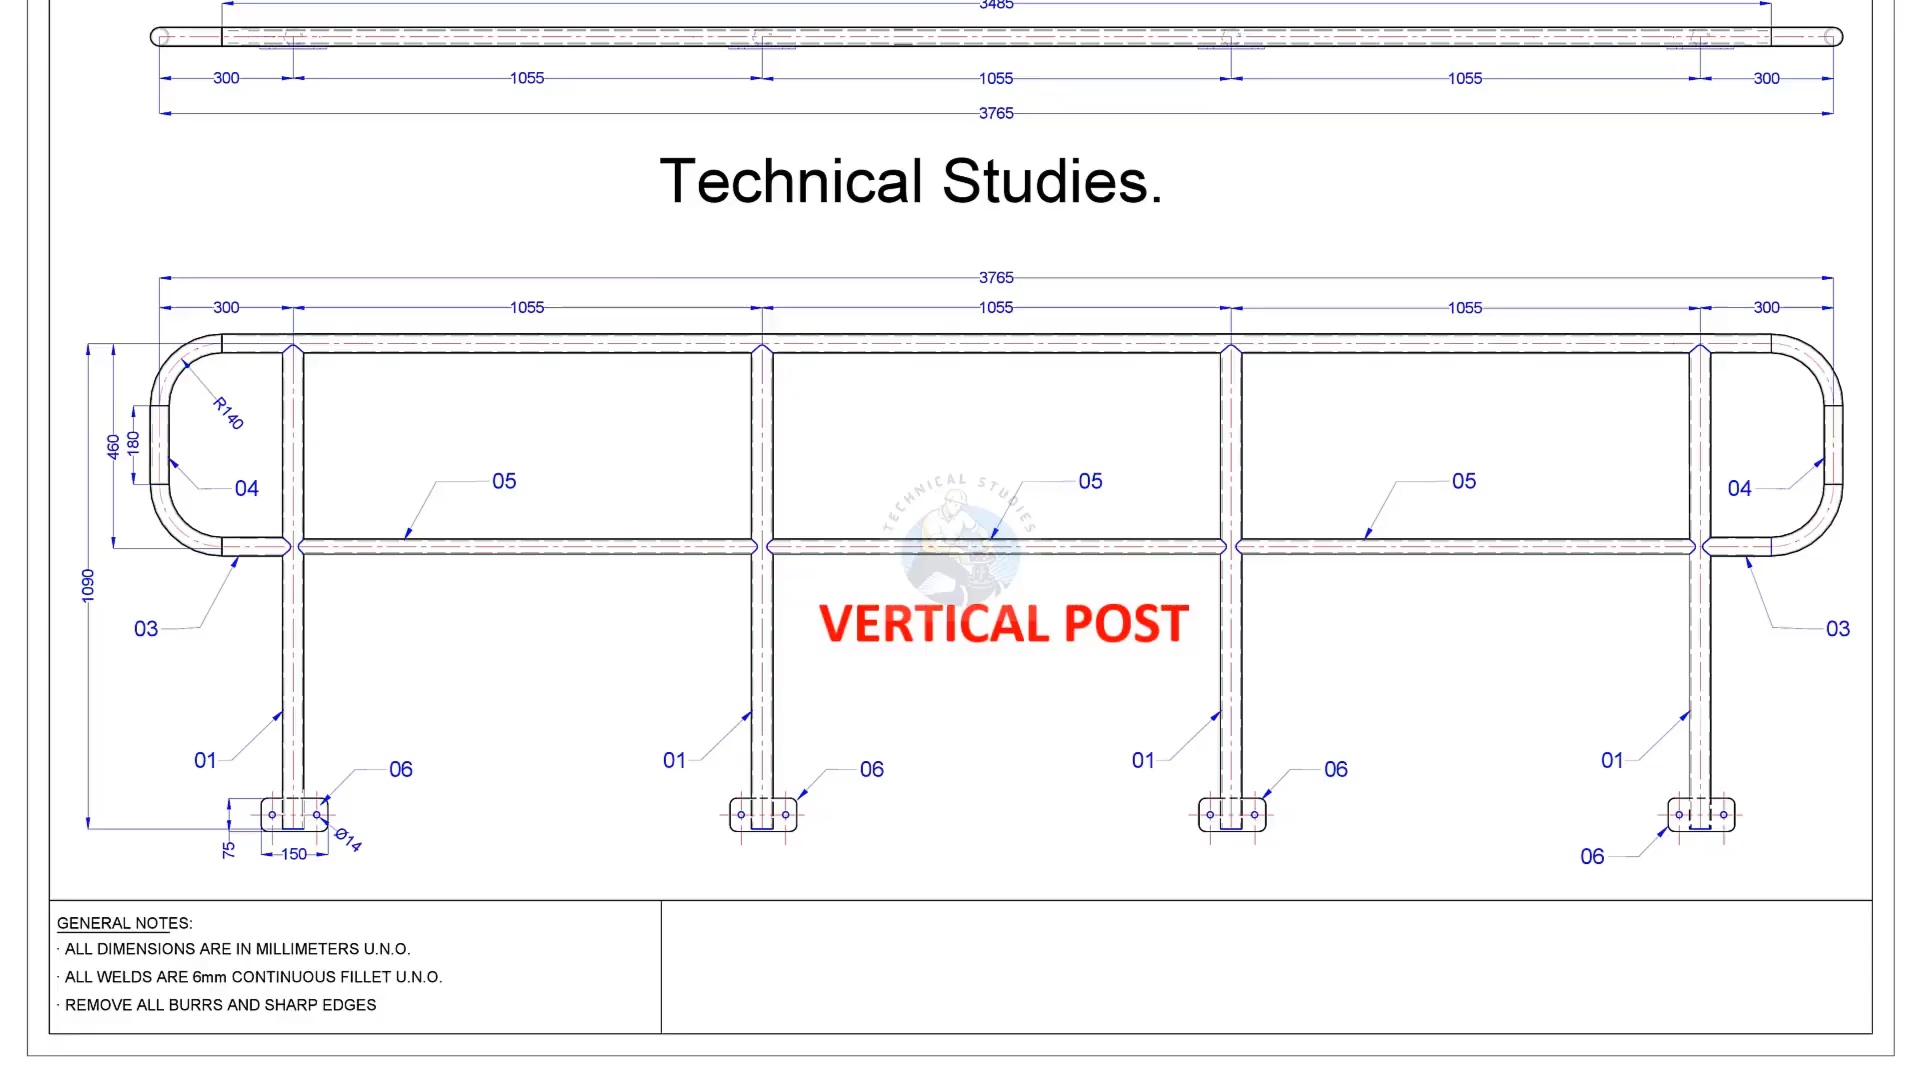 3485
300 1055 1055 1055 300
3765
Technical Studies.
3765
300 1055 1055 1055 300
R140
460
180
1090
04
05
05
05
04
TECHNICAL STUDIES
VERTICAL POST
03
03
01
01
01
01
06
06
06
06
75
150
Ø14
GENERAL NOTES:
· ALL DIMENSIONS ARE IN MILLIMETERS U.N.O.
· ALL WELDS ARE 6mm CONTINUOUS FILLET U.N.O.
· REMOVE ALL BURRS AND SHARP EDGES